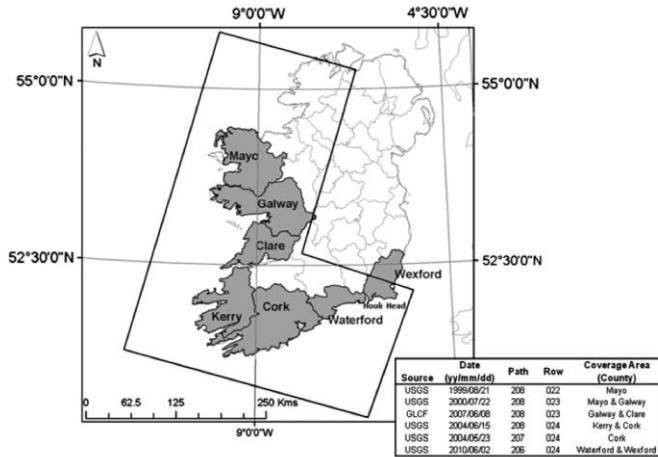 9°0'0"W 4°30'0"W
N
55°0'0"N 55°0'0"N
Mayo
Galway
Clare
52°30'0"N 52°30'0"N
Wexford
Hook Head
Kerry Cork Waterford
0 62.5 125 250 Kms
9°0'0"W
Source Date (yy/mm/dd) Path Row Coverage Area (County)
USGS 1999/08/21 208 022 Mayo
USGS 2000/07/22 208 023 Mayo & Galway
GLCF 2007/06/08 208 023 Galway & Clare
USGS 2004/06/15 208 024 Kerry & Cork
USGS 2004/05/23 207 024 Cork
USGS 2010/06/02 206 024 Waterford & Wexford